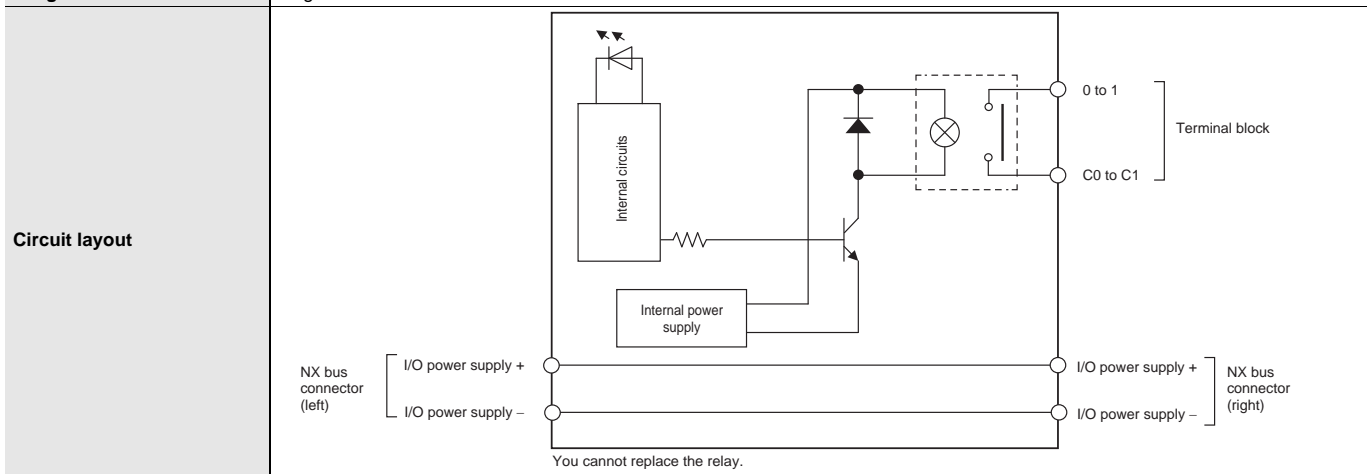 Circuit layout
Internal circuits
Internal power
supply
0 to 1
C0 to C1
Terminal block
NX bus
connector
(left)
I/O power supply +
I/O power supply −
I/O power supply +
I/O power supply −
NX bus
connector
(right)
You cannot replace the relay.